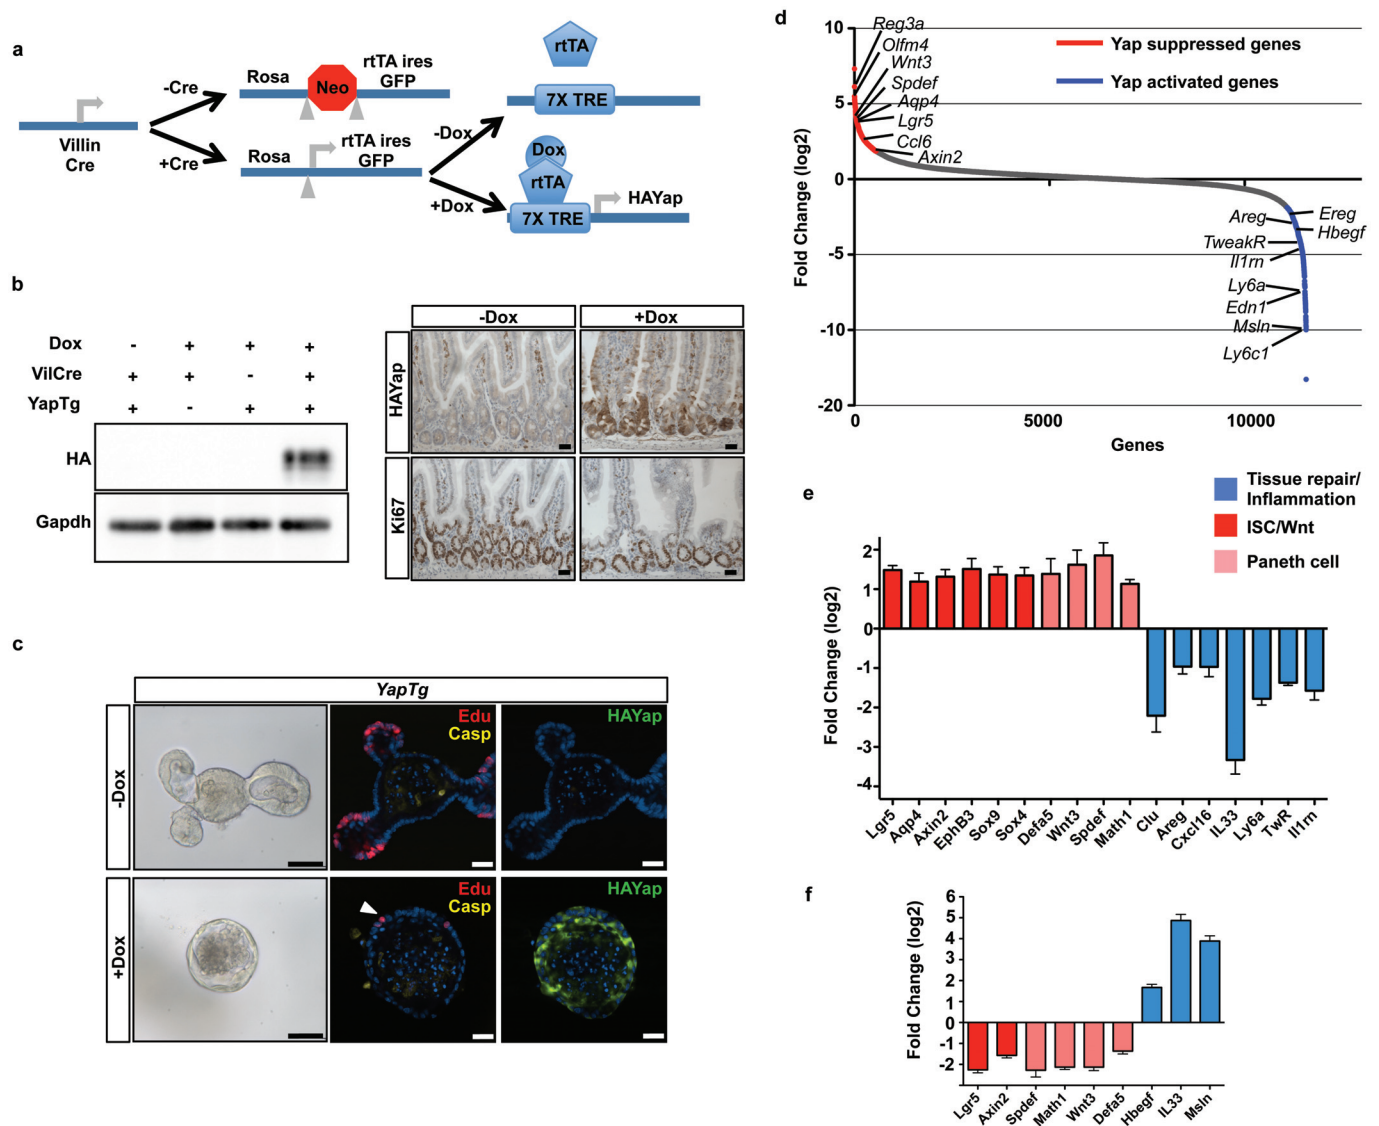 a
Villin
Cre
-Cre
+Cre
Rosa
Neo
rtTA ires
GFP
Rosa
rtTA ires
GFP
-Dox
+Dox
rtTA
7X TRE
Dox
rtTA
7X TRE
HAYap
b
Dox - + + +
VilCre + + - +
YapTg + - + +
HA
Gapdh
-Dox +Dox
HAYap
Ki67
c
YapTg
-Dox
Edu
Casp
HAYap
+Dox
Edu
Casp
HAYap
d
Fold Change (log2)
10
5
0
-5
-10
-15
-20
0 5000 10000
Genes
Reg3a
Olfm4
Wnt3
Spdef
Aqp4
Lgr5
Ccl6
Axin2
Yap suppressed genes
Yap activated genes
Areg
Ereg
Hbegf
TweakR
Il1rn
Ly6a
Edn1
Msln
Ly6c1
e
Tissue repair/
Inflammation
ISC/Wnt
Paneth cell
Fold Change (log2)
2
1
0
-1
-2
-3
-4
Lgr5 Aqp4 Axin2 EphB3 Sox9 Sox4 Defa5 Wnt3 Spdef Math1 Clu Areg Cxcl16 IL33 Ly6a TwR Il1rn
f
Fold Change (log2)
6
5
4
3
2
1
0
-1
-2
Lgr5 Axin2 Spdef Math1 Wnt3 Defa5 Hbegf IL33 Msln